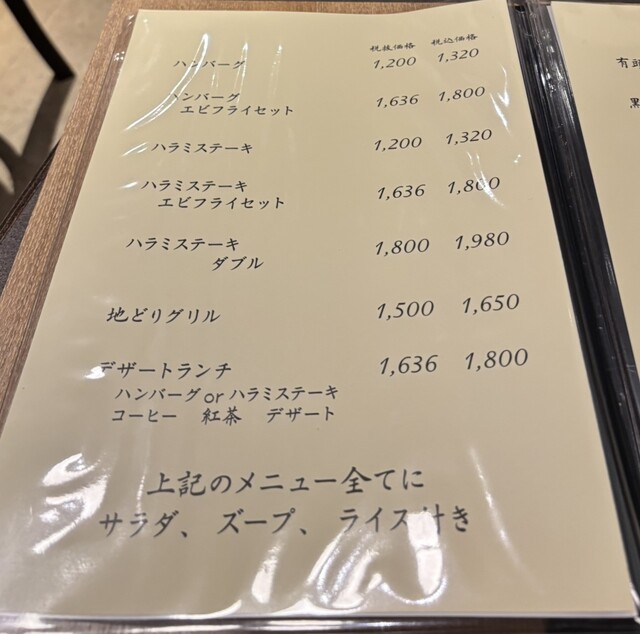 税抜価格 税込価格
ハンバーグ 1,200 1,320
ハンバーグ
エビフライセット 1,636 1,800
ハラミステーキ 1,200 1,320
ハラミステーキ
エビフライセット 1,636 1,800
ハラミステーキ
ダブル 1,800 1,980
地どりグリル 1,500 1,650
デザートランチ 1,636 1,800
ハンバーグ or ハラミステーキ
コーヒー 紅茶 デザート
上記のメニュー全てに
サラダ、スープ、ライス付き
有頭
黒